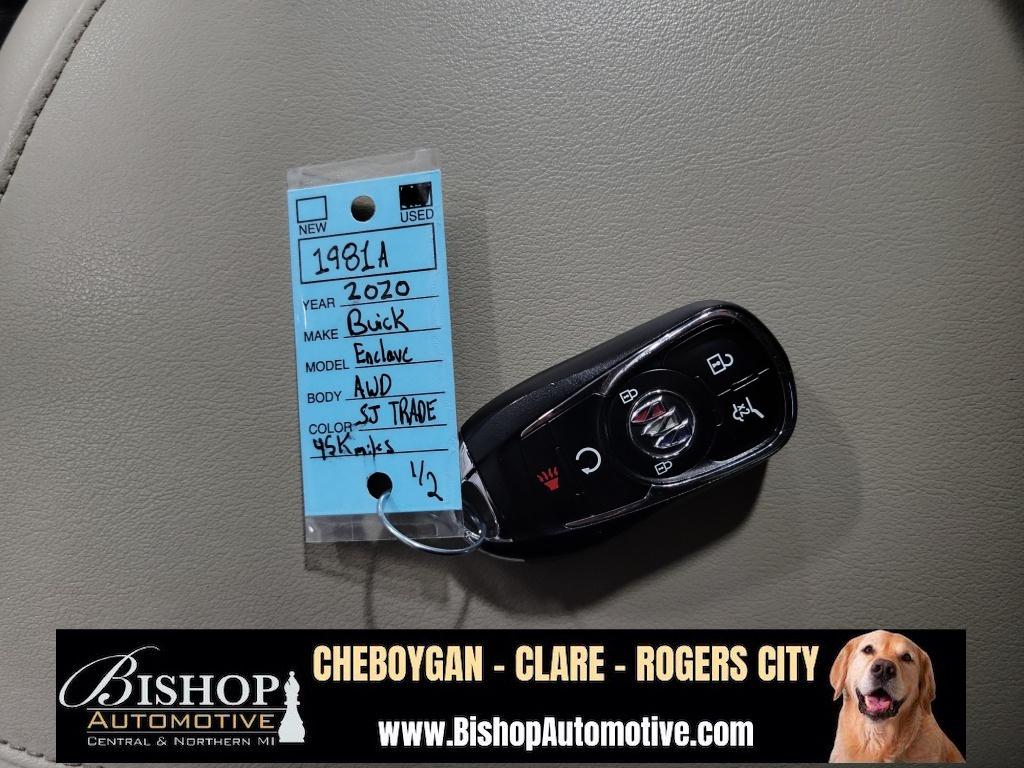 NEW USED
1981A
YEAR 2020
MAKE Buick
MODEL Enclave
BODY AWD
COLOR SJ TRADE
45K miles
1/2
BISHOP
AUTOMOTIVE
CENTRAL & NORTHERN MI
CHEBOYGAN - CLARE - ROGERS CITY
www.BishopAutomotive.com